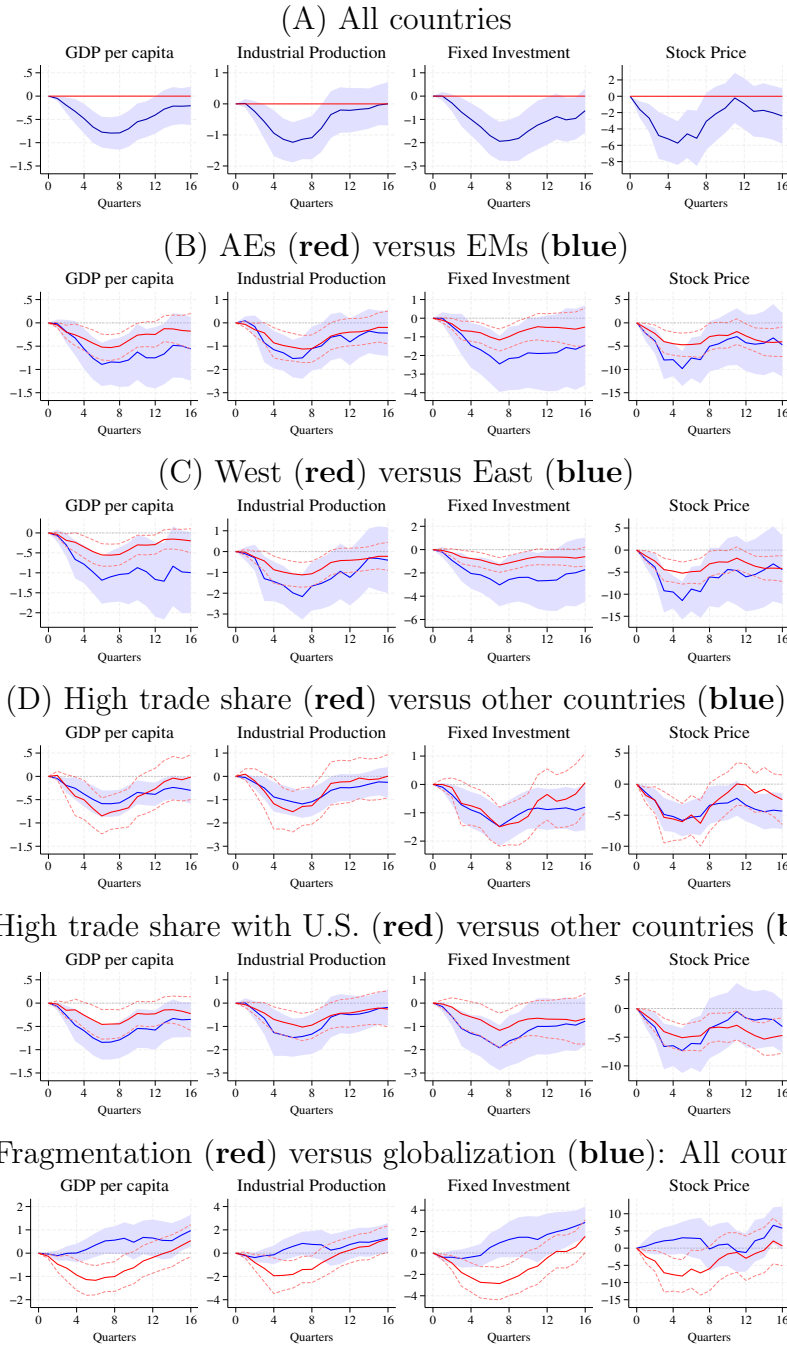 (A) All countries
GDP per capita Industrial Production Fixed Investment Stock Price
.5 0 −.5 −1 −1.5
1 0 −1 −2
1 0 −1 −2 −3
2 0 −2 −4 −6 −8
0 4 8 12 16 0 4 8 12 16 0 4 8 12 16 0 4 8 12 16
Quarters Quarters Quarters Quarters
(B) AEs (red) versus EMs (blue)
GDP per capita Industrial Production Fixed Investment Stock Price
.5 0 −.5 −1 −1.5
1 0 −1 −2 −3
1 0 −1 −2 −3 −4
5 0 −5 −10 −15
0 4 8 12 16 0 4 8 12 16 0 4 8 12 16 0 4 8 12 16
Quarters Quarters Quarters Quarters
(C) West (red) versus East (blue)
GDP per capita Industrial Production Fixed Investment Stock Price
0 −.5 −1 −1.5 −2
1 0 −1 −2 −3
2 0 −2 −4 −6
5 0 −5 −10 −15
0 4 8 12 16 0 4 8 12 16 0 4 8 12 16 0 4 8 12 16
Quarters Quarters Quarters Quarters
(D) High trade share (red) versus other countries (blue)
GDP per capita Industrial Production Fixed Investment Stock Price
.5 0 −.5 −1 −1.5
1 0 −1 −2 −3
1 0 −1 −2
5 0 −5 −10
0 4 8 12 16 0 4 8 12 16 0 4 8 12 16 0 4 8 12 16
Quarters Quarters Quarters Quarters
High trade share with U.S. (red) versus other countries (b
GDP per capita Industrial Production Fixed Investment Stock Price
.5 0 −.5 −1 −1.5
1 0 −1 −2 −3
1 0 −1 −2 −3
5 0 −5 −10
0 4 8 12 16 0 4 8 12 16 0 4 8 12 16 0 4 8 12 16
Quarters Quarters Quarters Quarters
Fragmentation (red) versus globalization (blue): All coun
GDP per capita Industrial Production Fixed Investment Stock Price
2 1 0 −1 −2
4 2 0 −2 −4
4 2 0 −2 −4
10 5 0 −5 −10 −15
0 4 8 12 16 0 4 8 12 16 0 4 8 12 16 0 4 8 12 16
Quarters Quarters Quarters Quarters